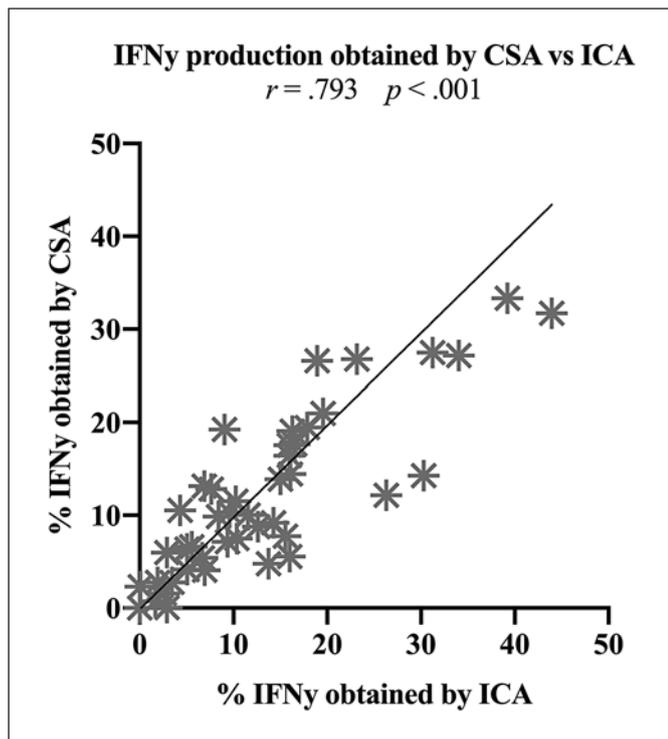 IFNy production obtained by CSA vs ICA
r = .793 p < .001
50
40
30
20
10
0
% IFNy obtained by CSA
0 10 20 30 40 50
% IFNy obtained by ICA